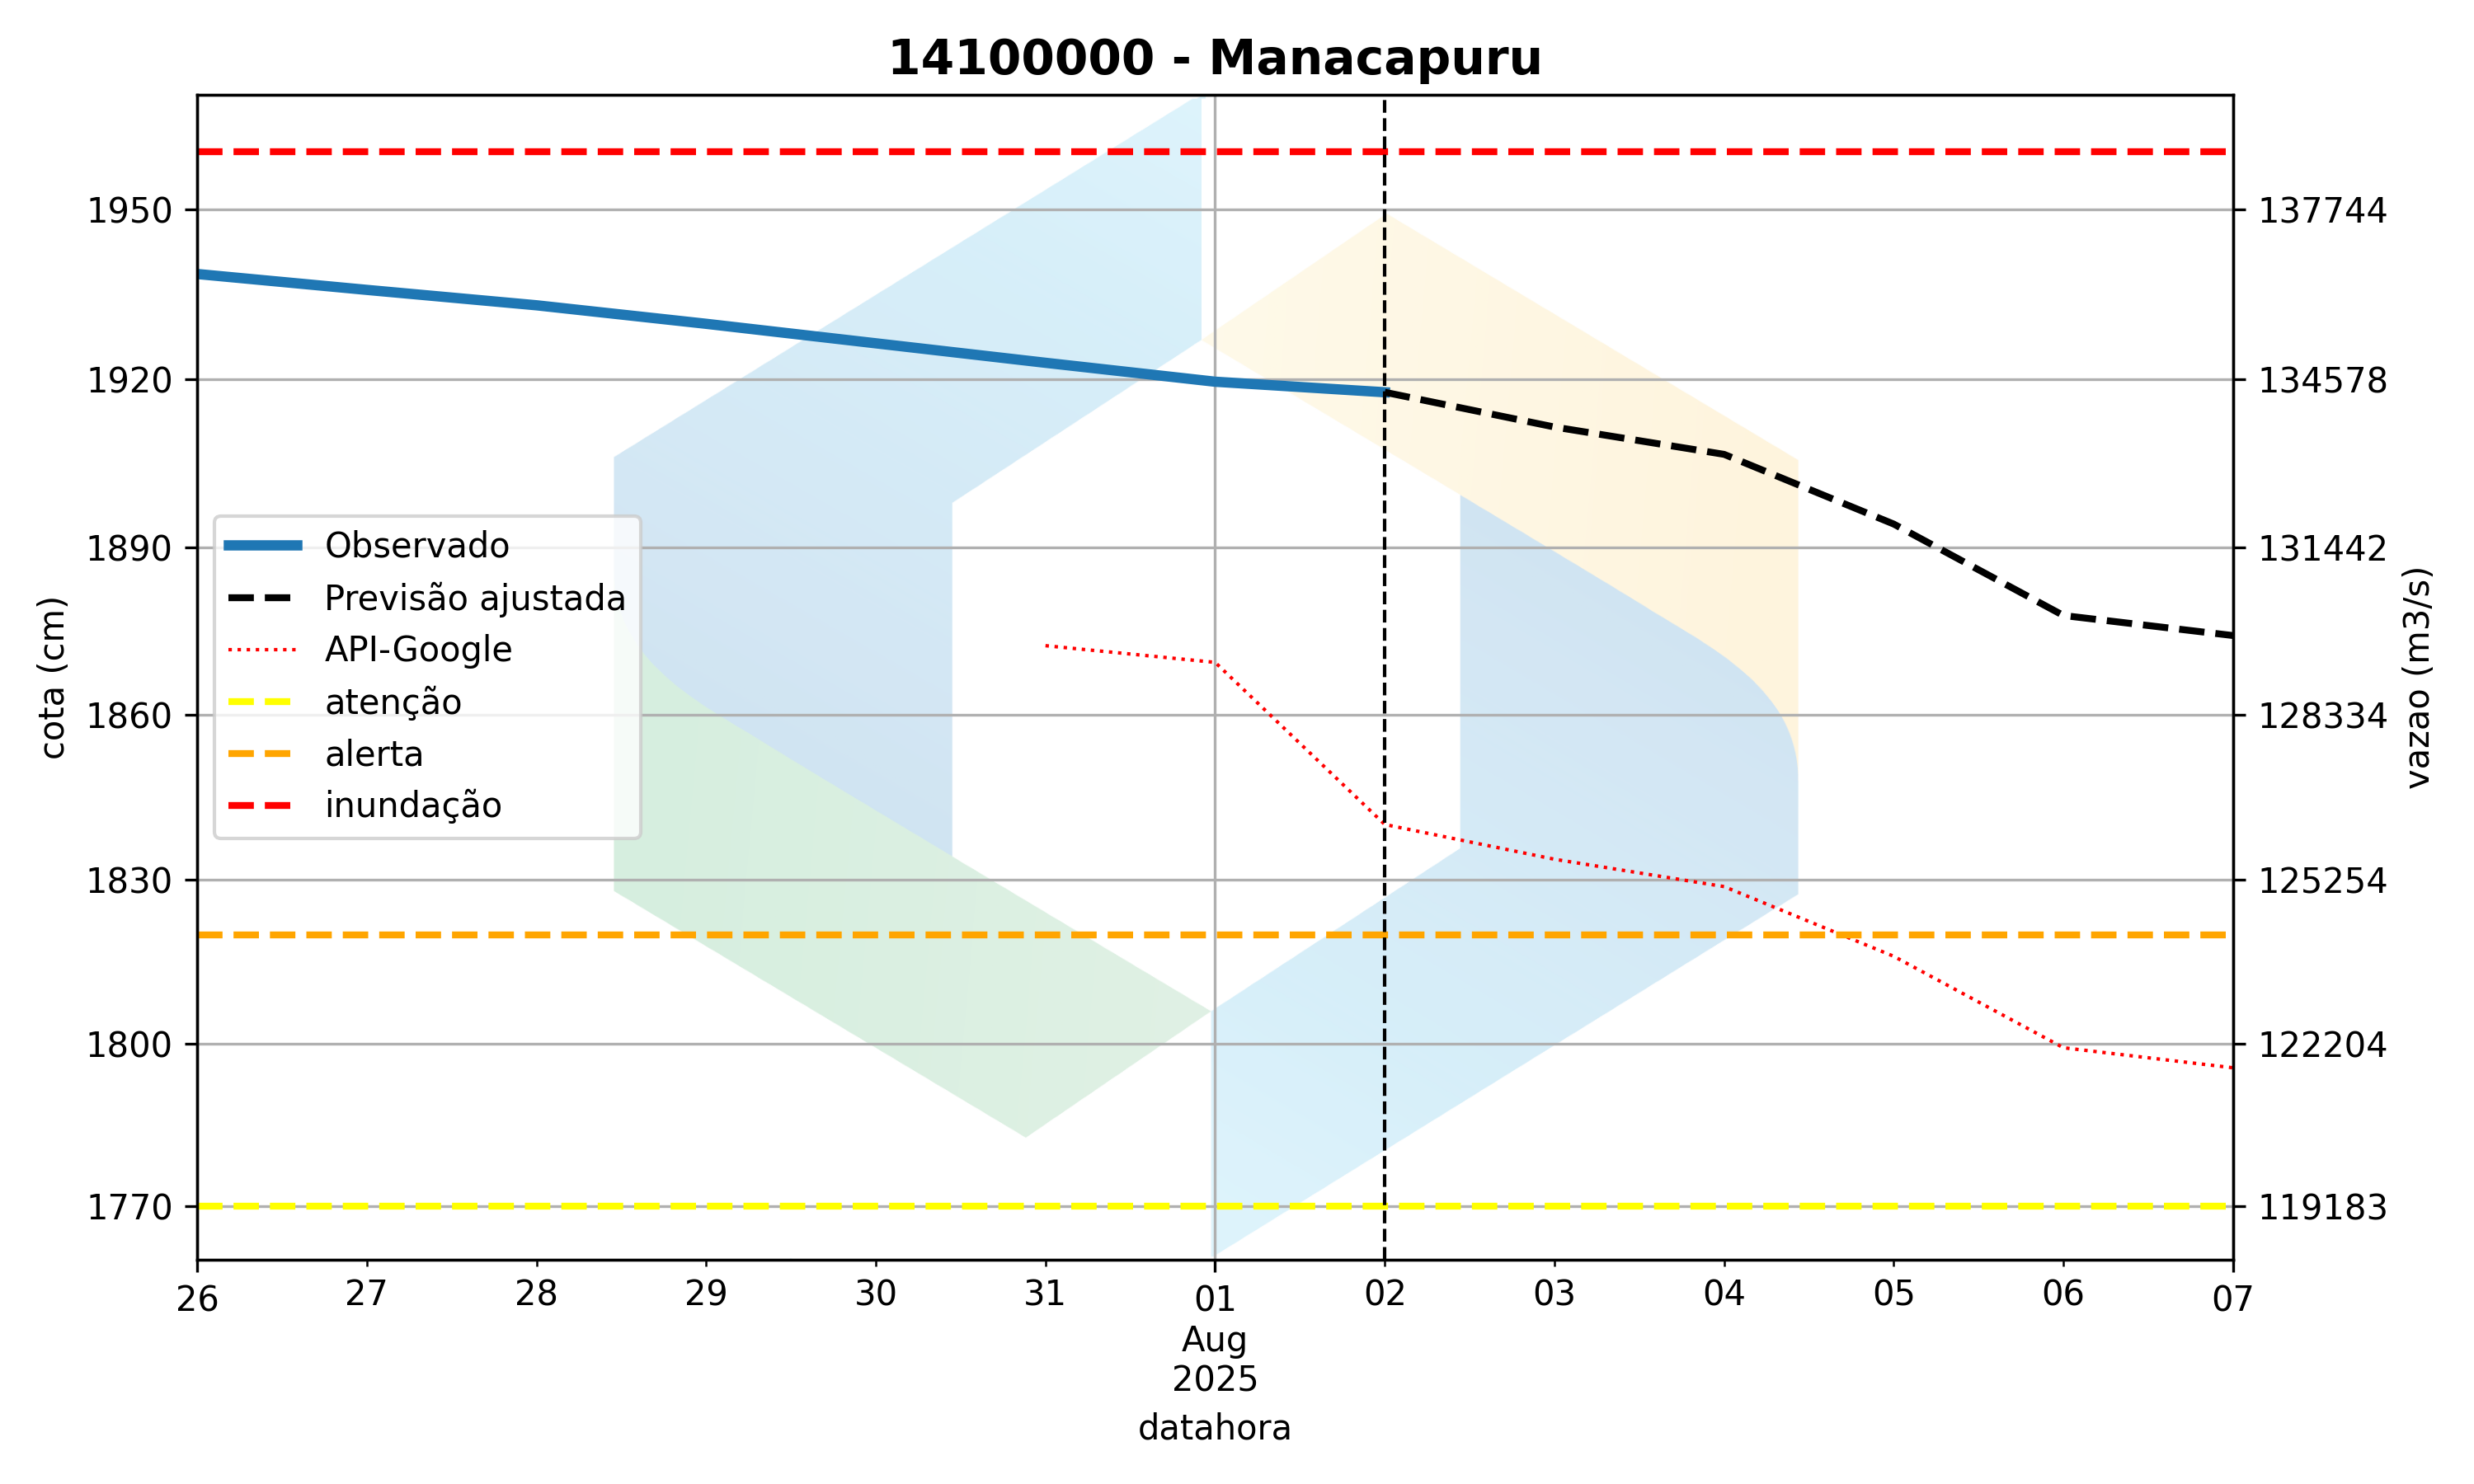 14100000 - Manacapuru
cota (cm)
1950
1920
1890
1860
1830
1800
1770
Observado
Previsão ajustada
API-Google
atenção
alerta
inundação
137744
134578
131442
128334
125254
122204
119183
vazao (m3/s)
26 27 28 29 30 31 01 02 03 04 05 06 07
Aug
2025
datahora